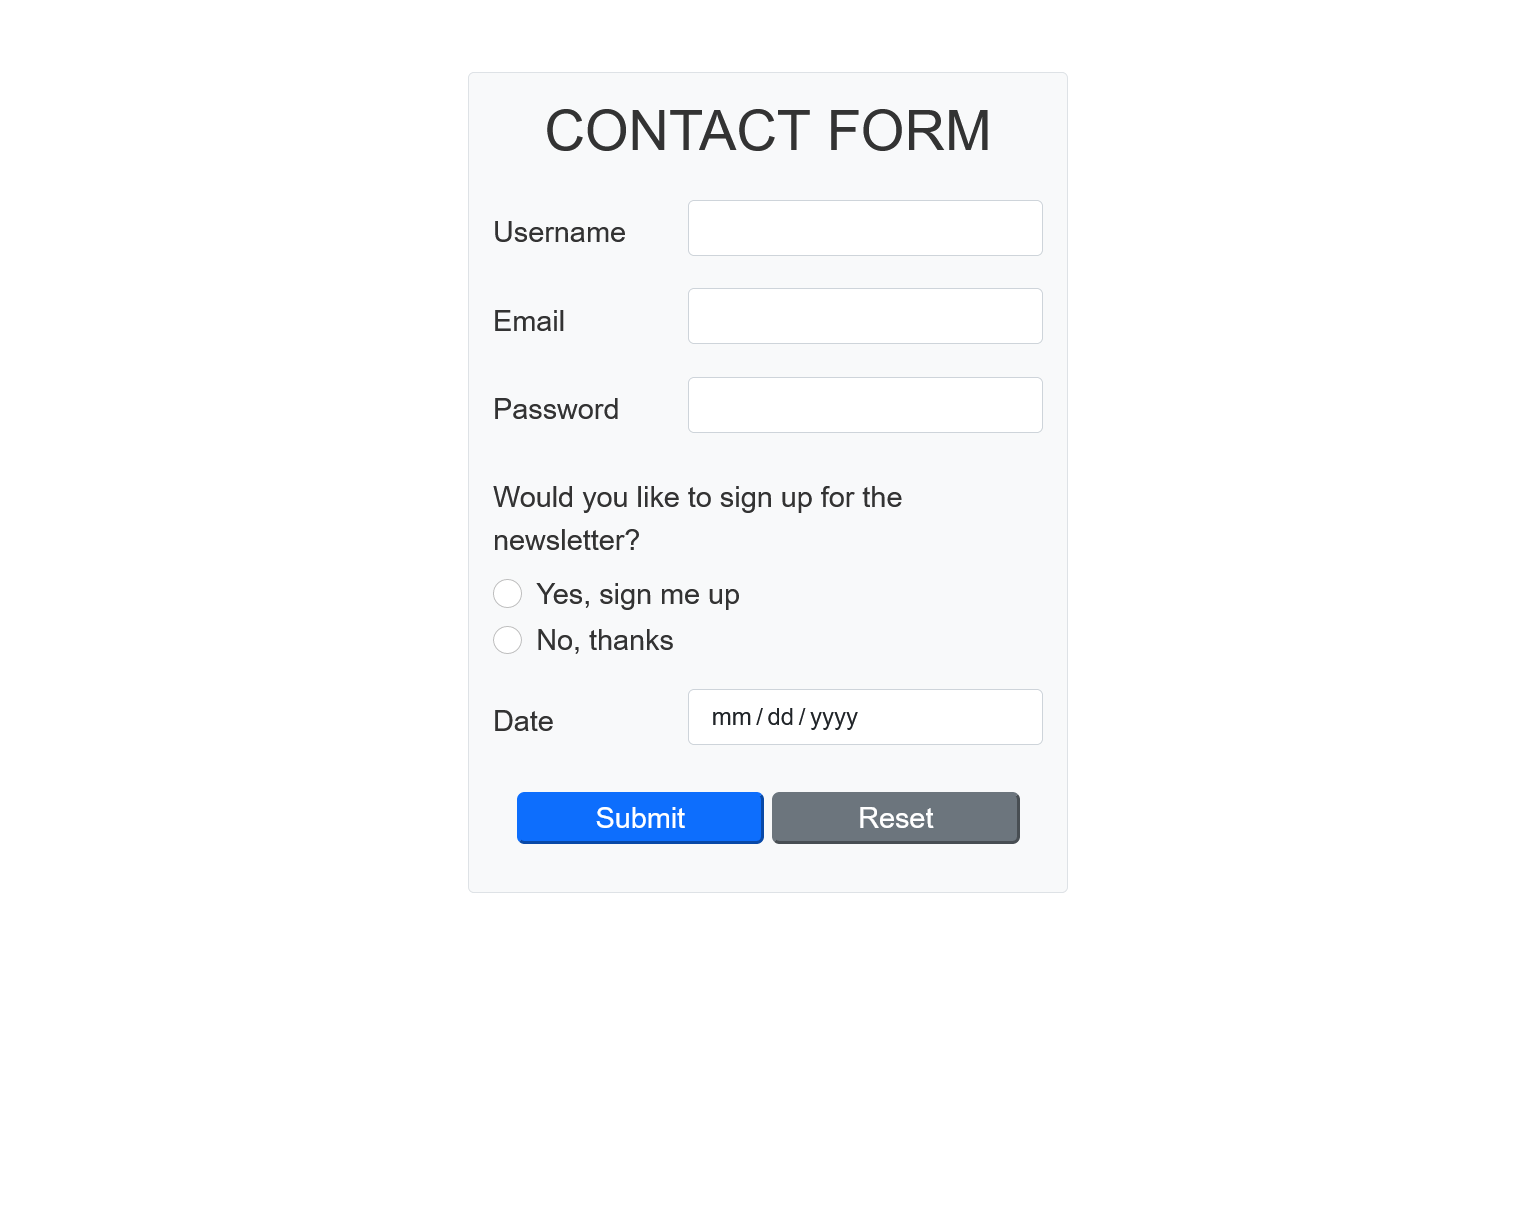 CONTACT FORM
Username
Email
Password
Would you like to sign up for the
newsletter?
Yes, sign me up
No, thanks
Date mm/dd/yyyy
Submit Reset